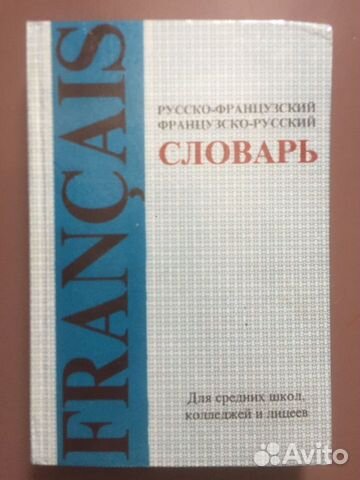 FRANÇAIS
РУССКО-ФРАНЦУЗСКИЙ
ФРАНЦУЗСКО-РУССКИЙ
СЛОВАРЬ
Для средних школ,
колледжей и лицеев
Avito